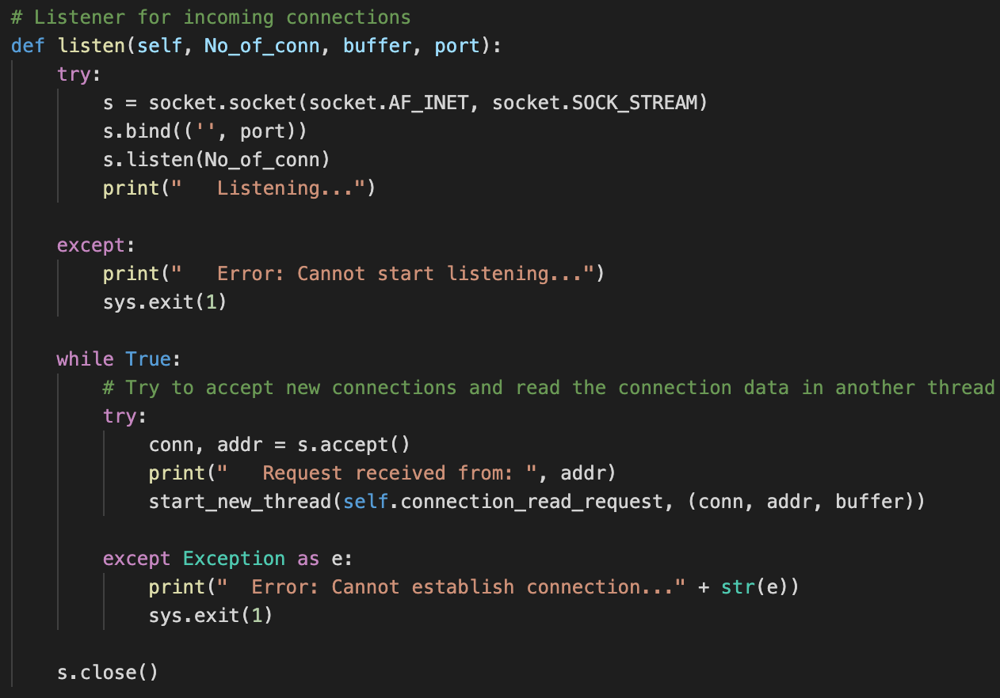 # Listener for incoming connections
def listen(self, No_of_conn, buffer, port):
    try:
        s = socket.socket(socket.AF_INET, socket.SOCK_STREAM)
        s.bind(('', port))
        s.listen(No_of_conn)
        print("   Listening...")

    except:
        print("   Error: Cannot start listening...")
        sys.exit(1)

    while True:
        # Try to accept new connections and read the connection data in another thread
        try:
            conn, addr = s.accept()
            print("   Request received from: ", addr)
            start_new_thread(self.connection_read_request, (conn, addr, buffer))

        except Exception as e:
            print("  Error: Cannot establish connection..." + str(e))
            sys.exit(1)

    s.close()